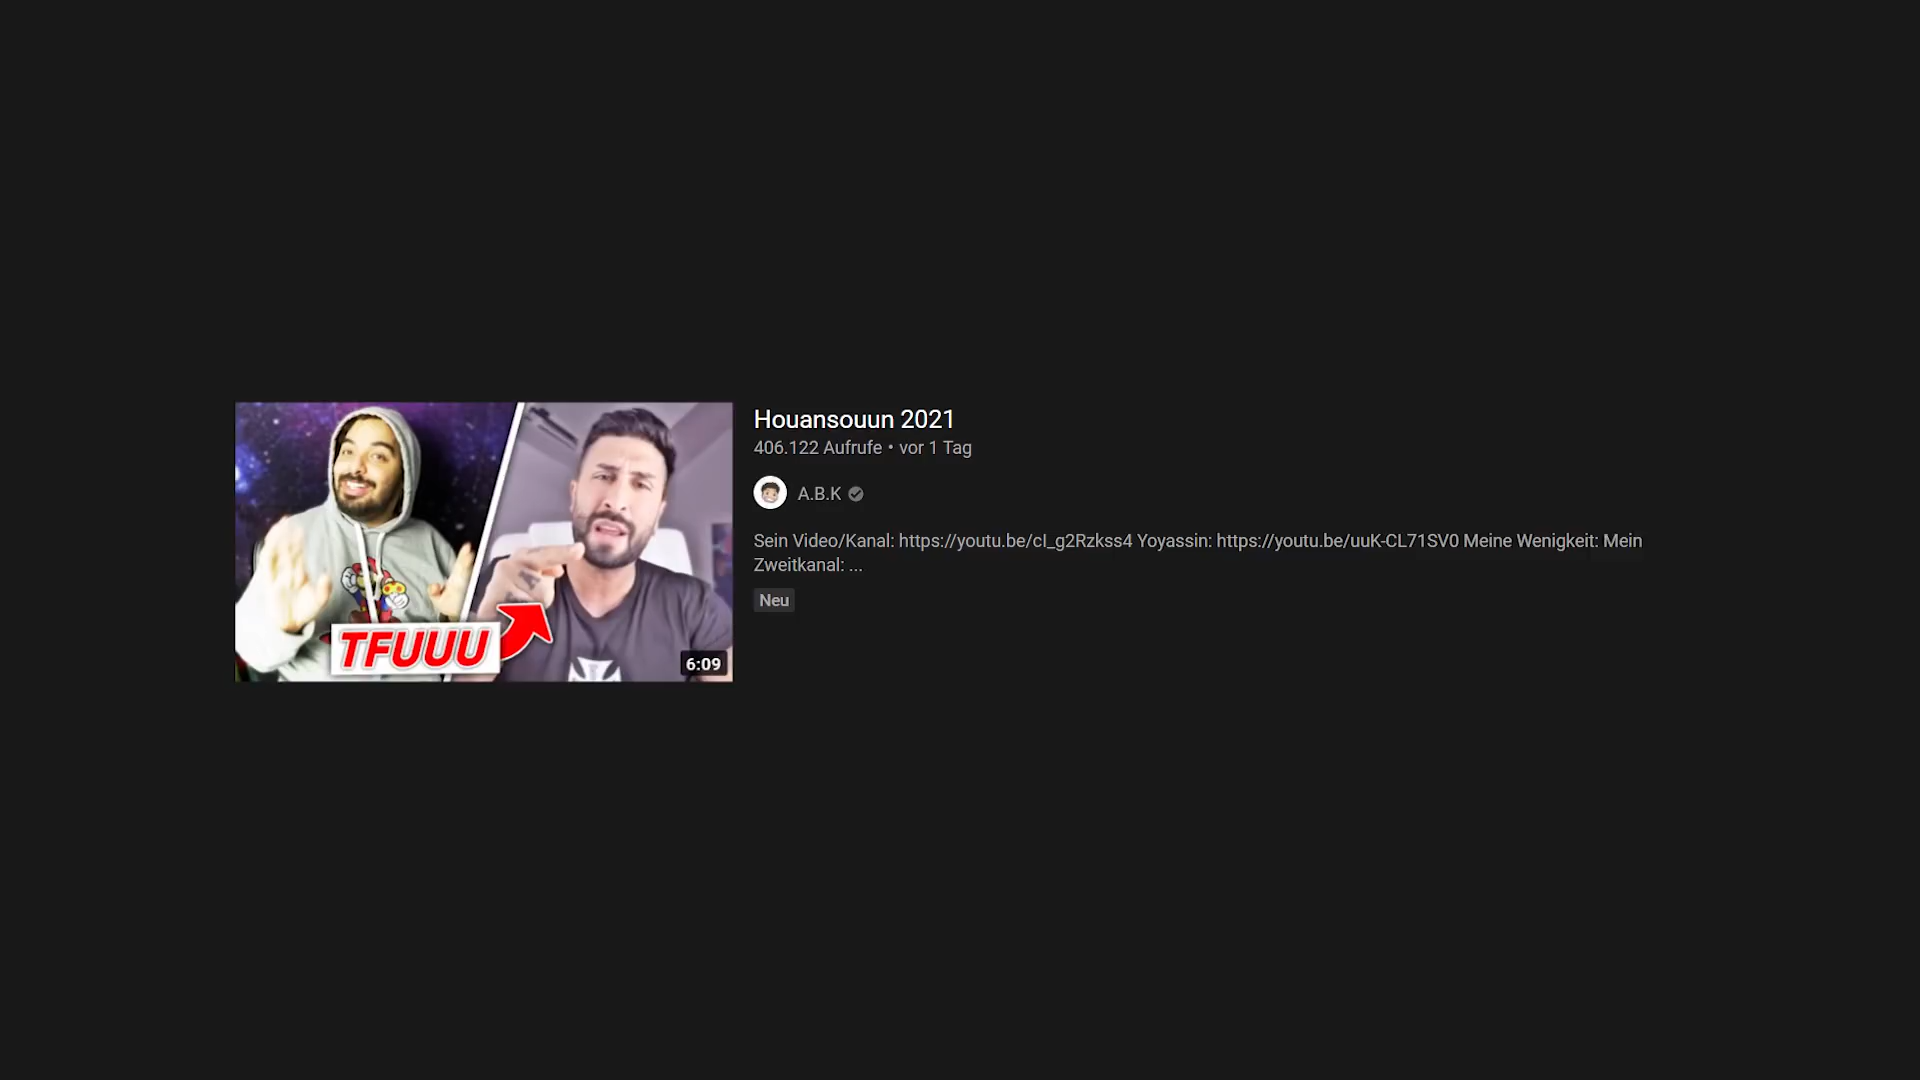 Houansouun 2021
406.122 Aufrufe • vor 1 Tag
A.B.K
Sein Video/Kanal: https://youtu.be/cI_g2Rzkss4 Yoyassin: https://youtu.be/uuK-CL71SV0 Meine Wenigkeit: Mein
Zweitkanal: ...
Neu
TFUUU
6:09